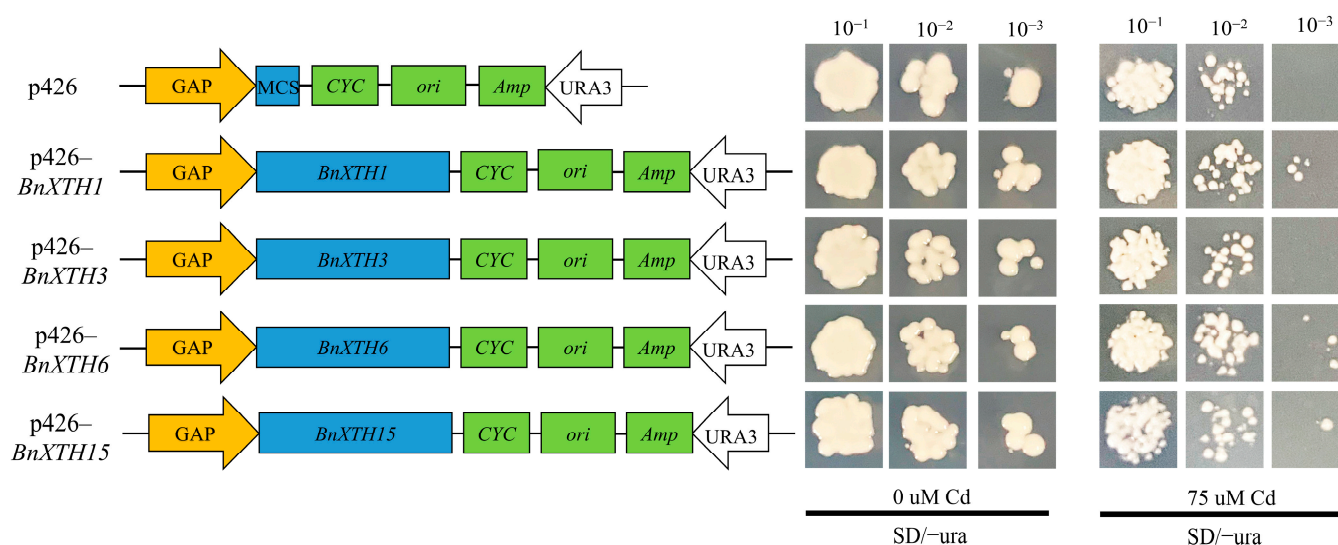 10⁻¹ 10⁻² 10⁻³ 10⁻¹ 10⁻² 10⁻³
p426 GAP MCS CYC ori Amp URA3
p426–
BnXTH1 GAP BnXTH1 CYC ori Amp URA3
p426–
BnXTH3 GAP BnXTH3 CYC ori Amp URA3
p426–
BnXTH6 GAP BnXTH6 CYC ori Amp URA3
p426–
BnXTH15 GAP BnXTH15 CYC ori Amp URA3
0 uM Cd 75 uM Cd
SD/−ura SD/−ura